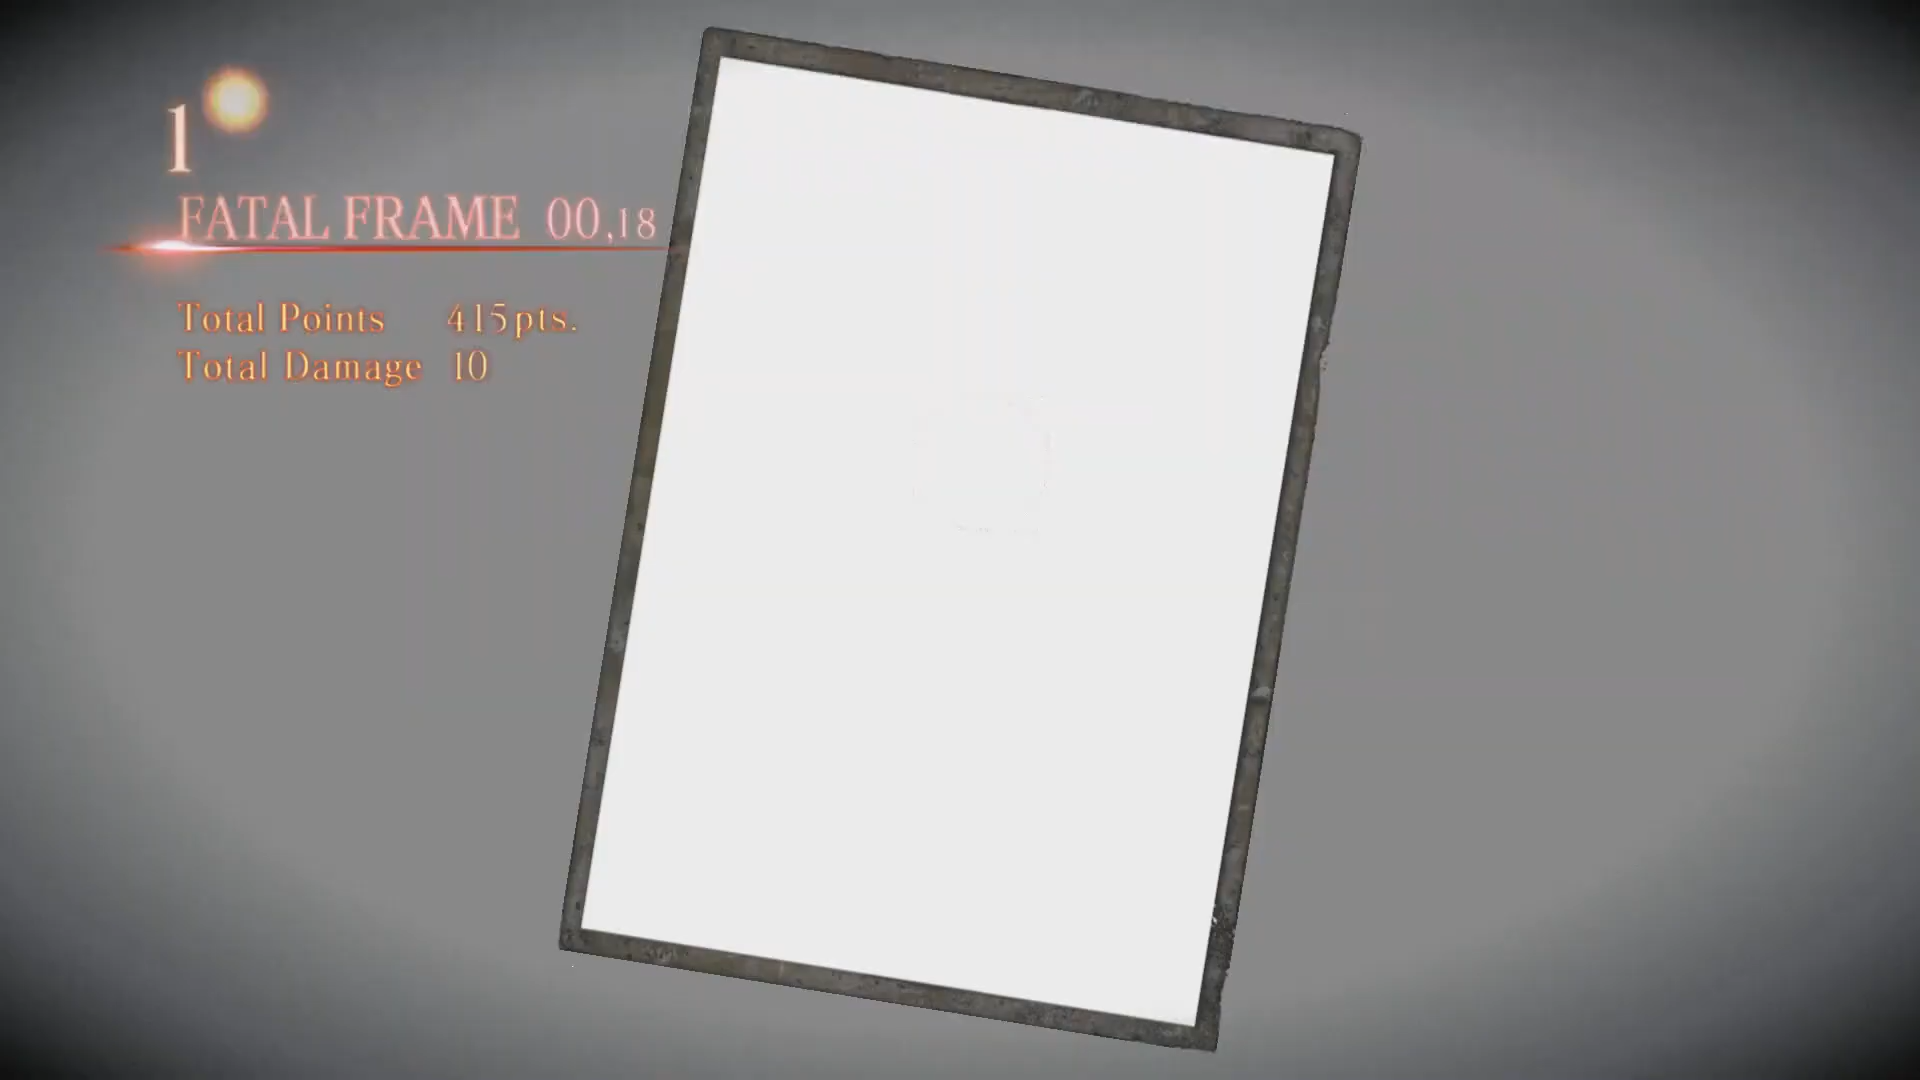 1
FATAL FRAME 00,18
Total Points 415pts.
Total Damage 10